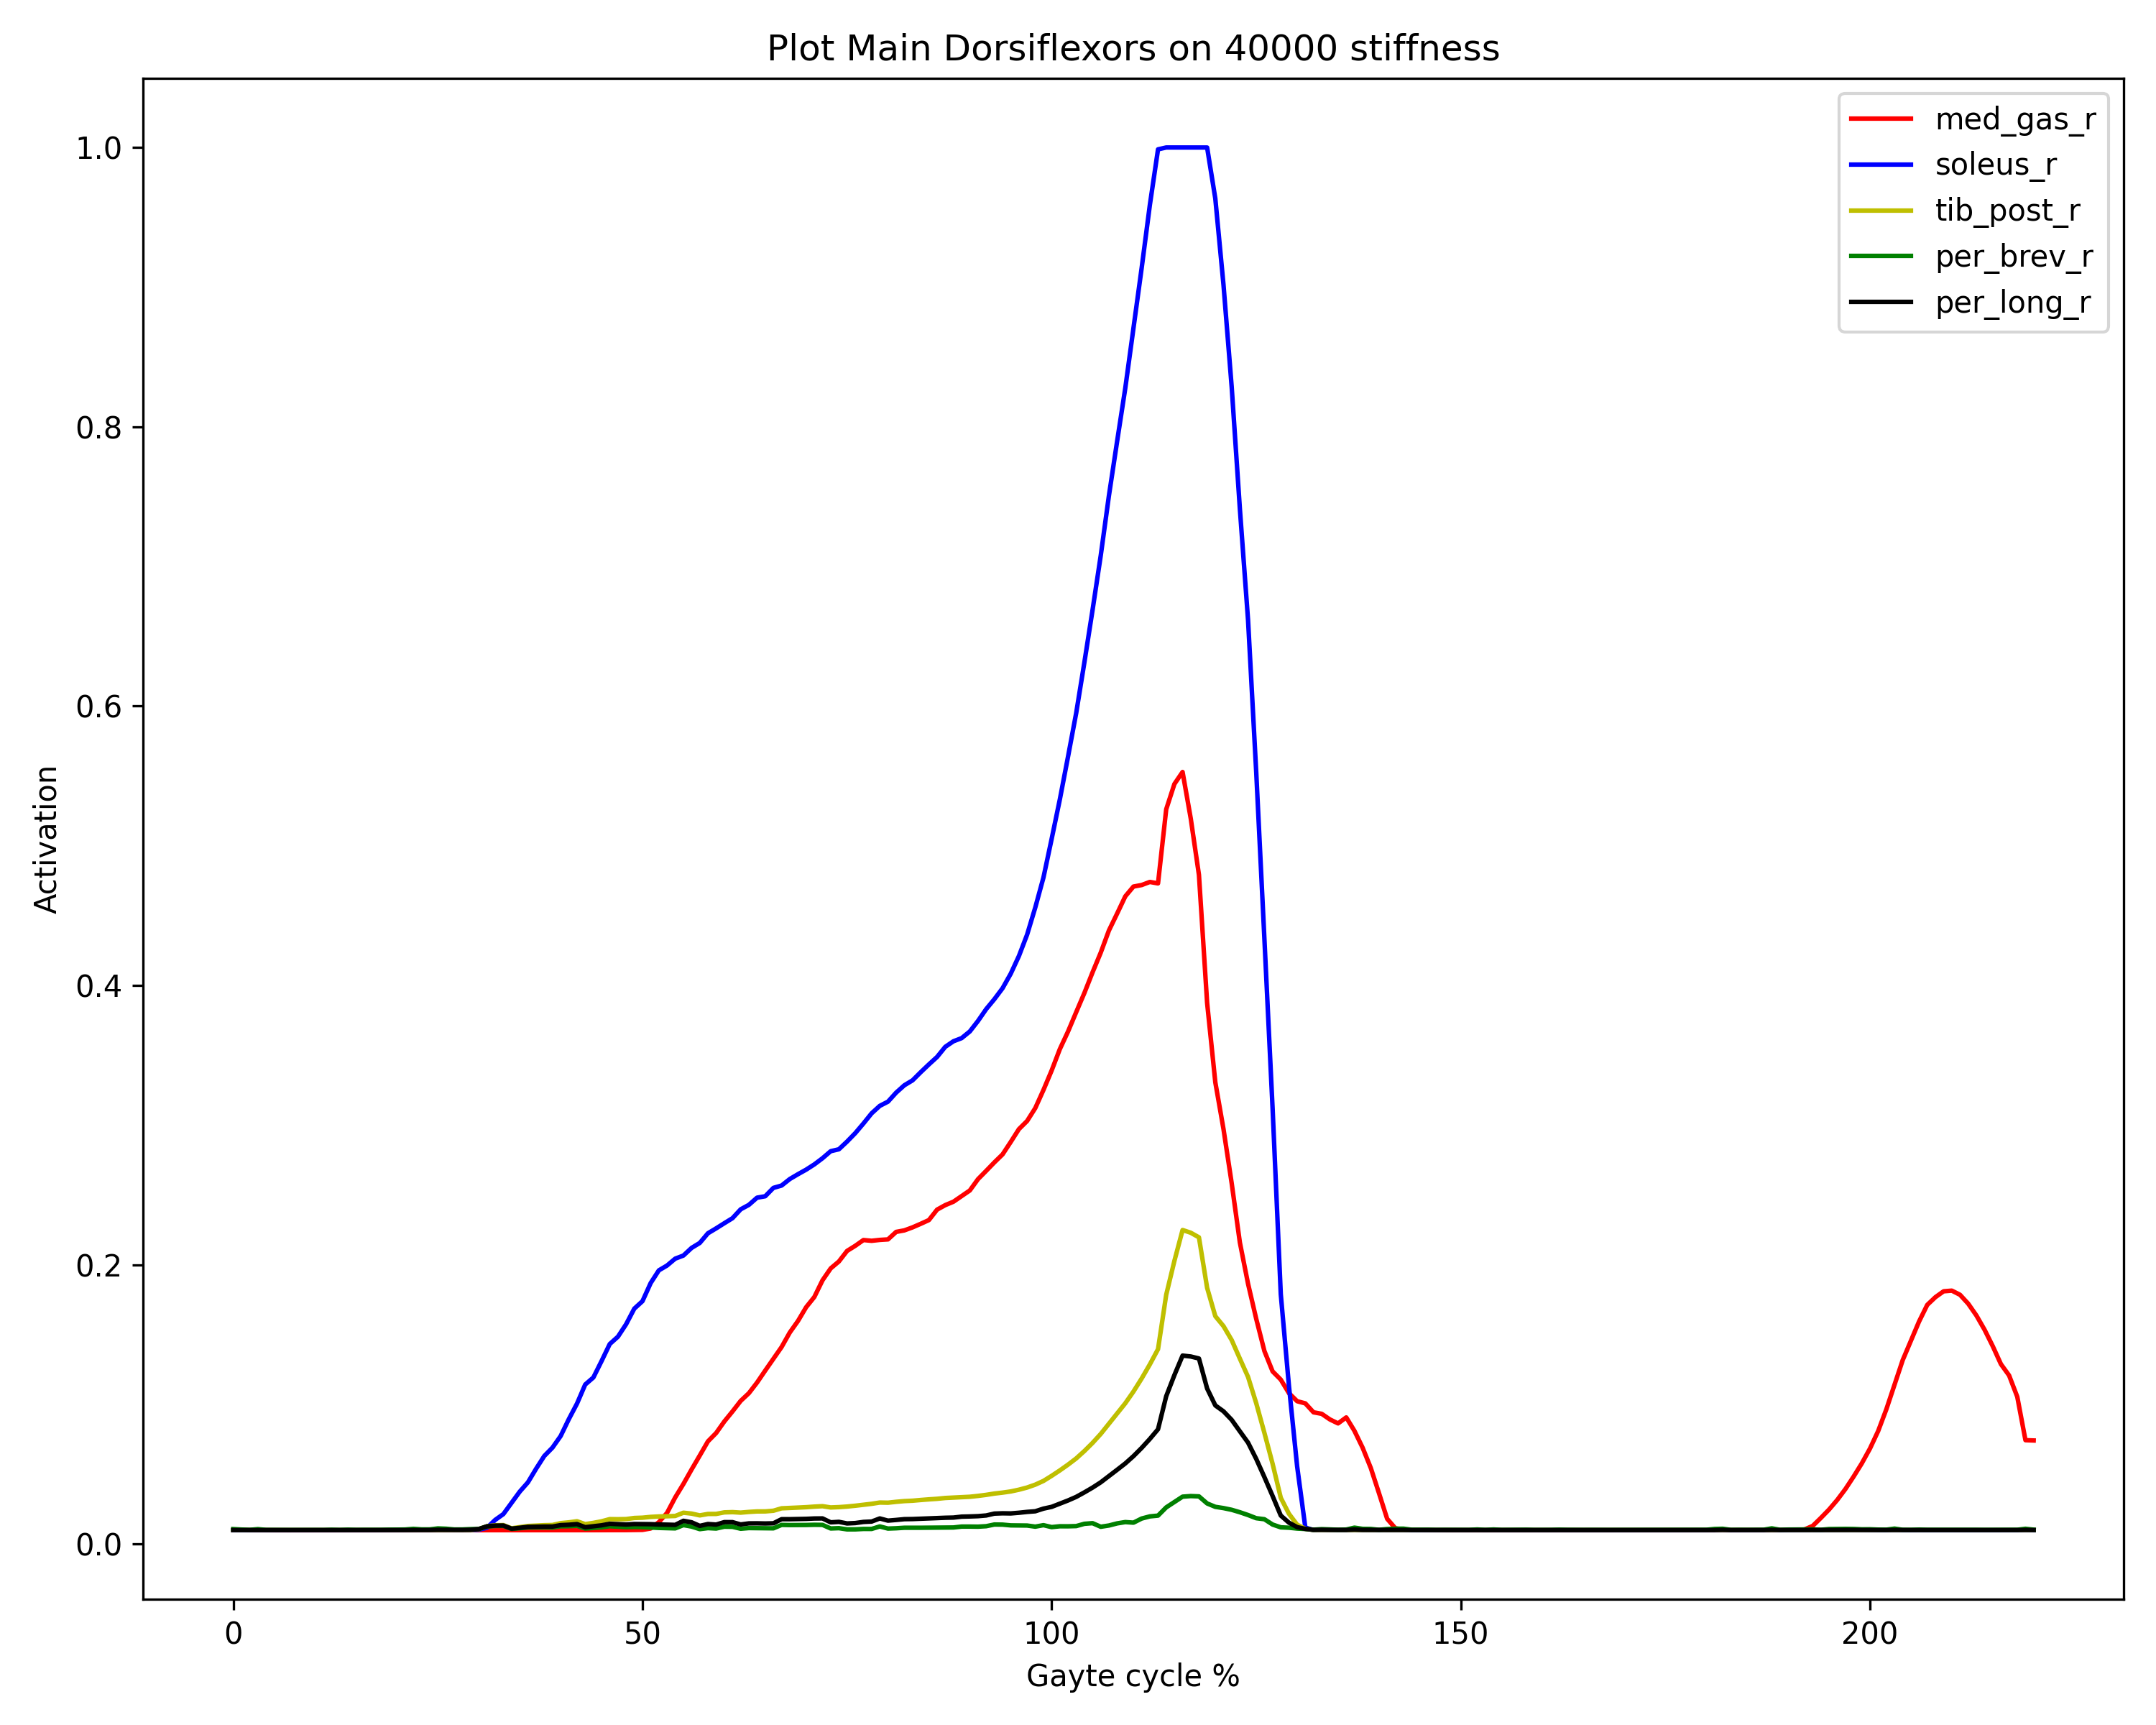 Plot Main Dorsiflexors on 40000 stiffness
med_gas_r
soleus_r
tib_post_r
per_brev_r
per_long_r
1.0
0.8
0.6
0.4
0.2
0.0
Activation
0 50 100 150 200
Gayte cycle %